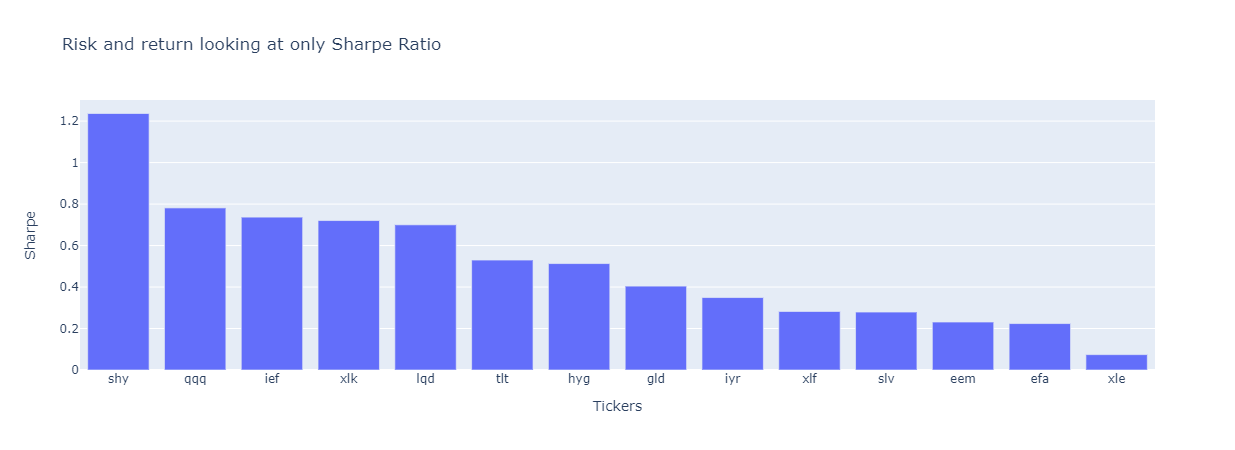 Risk and return looking at only Sharpe Ratio
Sharpe
1.2
1
0.8
0.6
0.4
0.2
0
shy qqq ief xlk lqd tlt hyg gld iyr xlf slv eem efa xle
Tickers